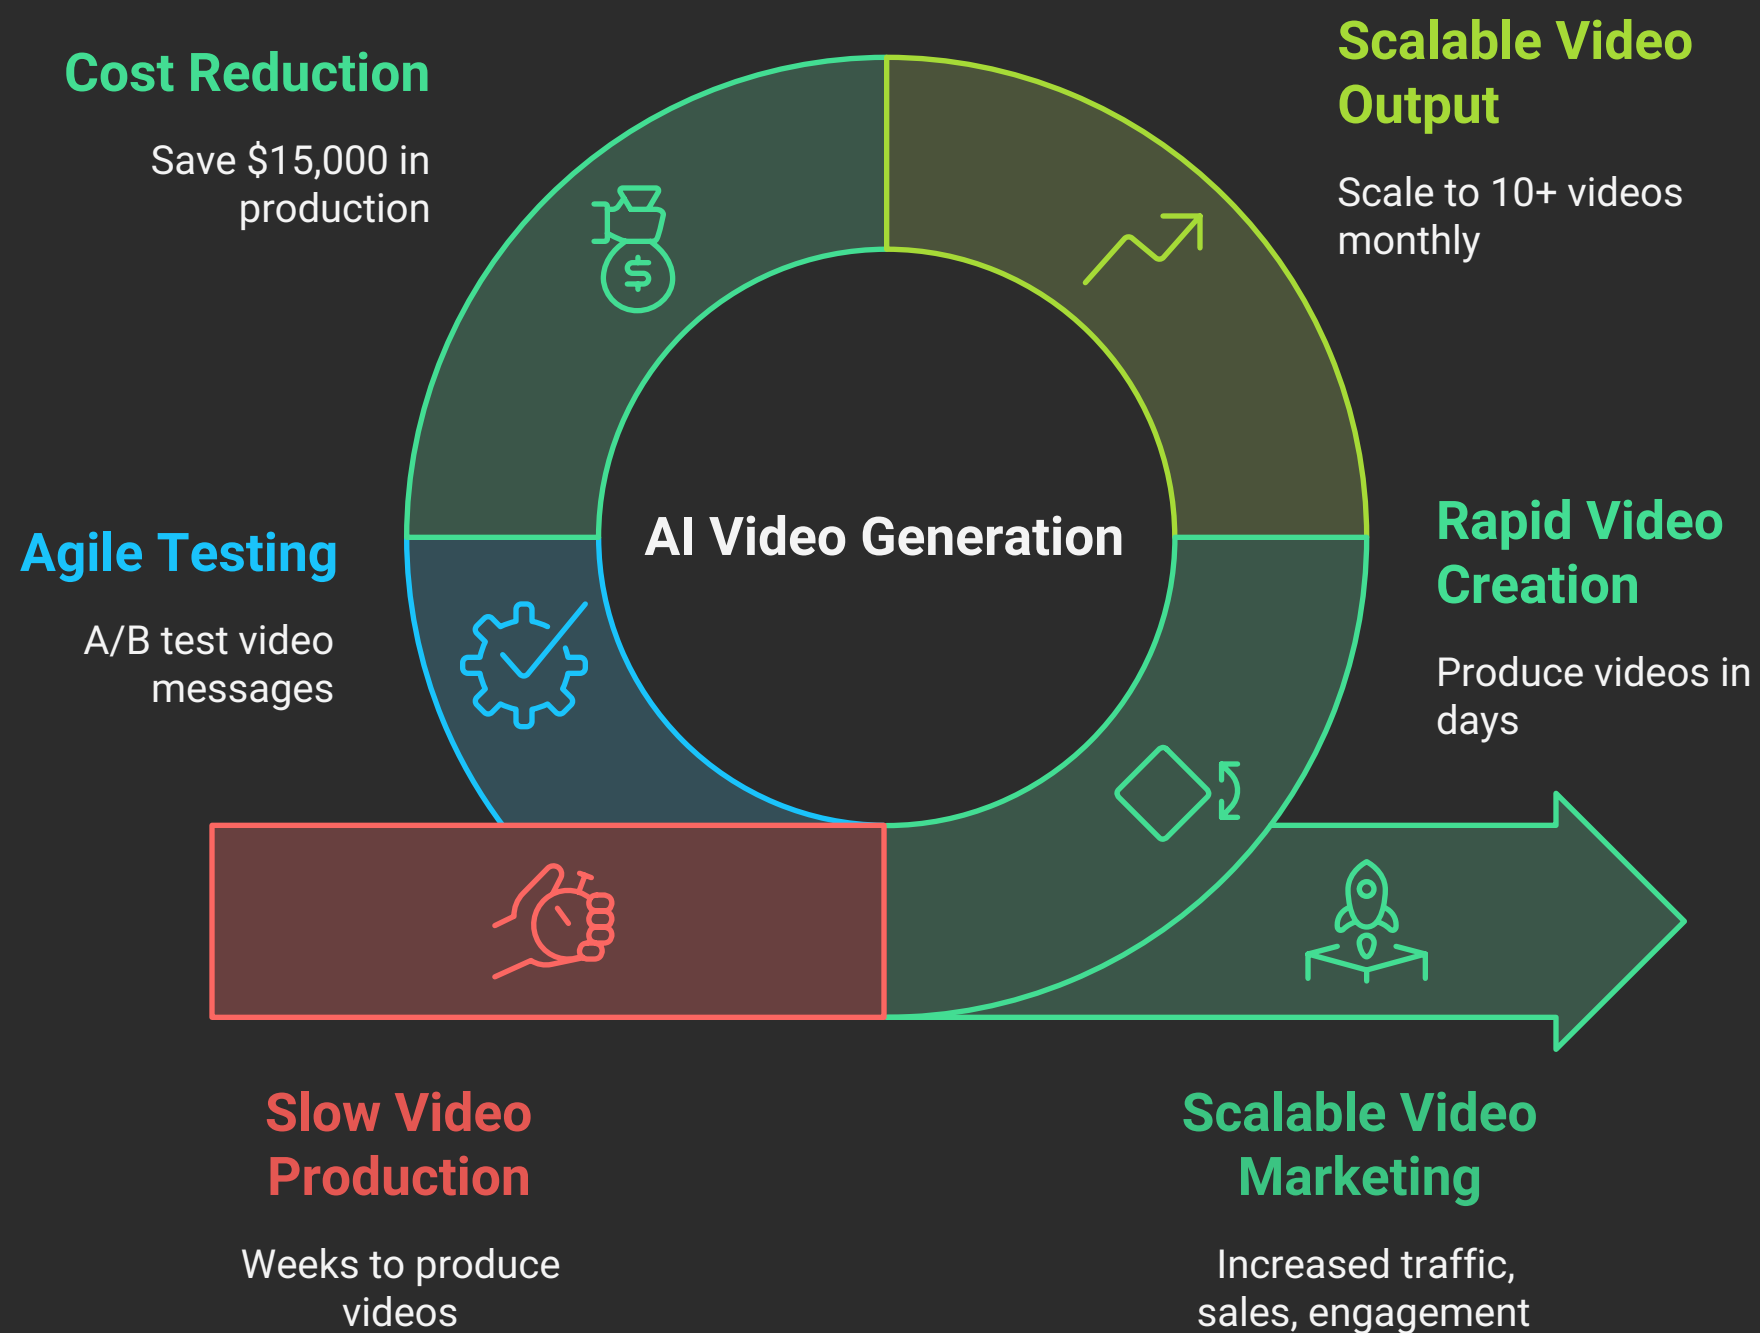 Cost Reduction
Save $15,000 in
production
Scalable Video
Output
Scale to 10+ videos
monthly
Agile Testing
A/B test video
messages
AI Video Generation
$
Rapid Video
Creation
Produce videos in
days
Slow Video
Production
Weeks to produce
videos
Scalable Video
Marketing
Increased traffic,
sales, engagement